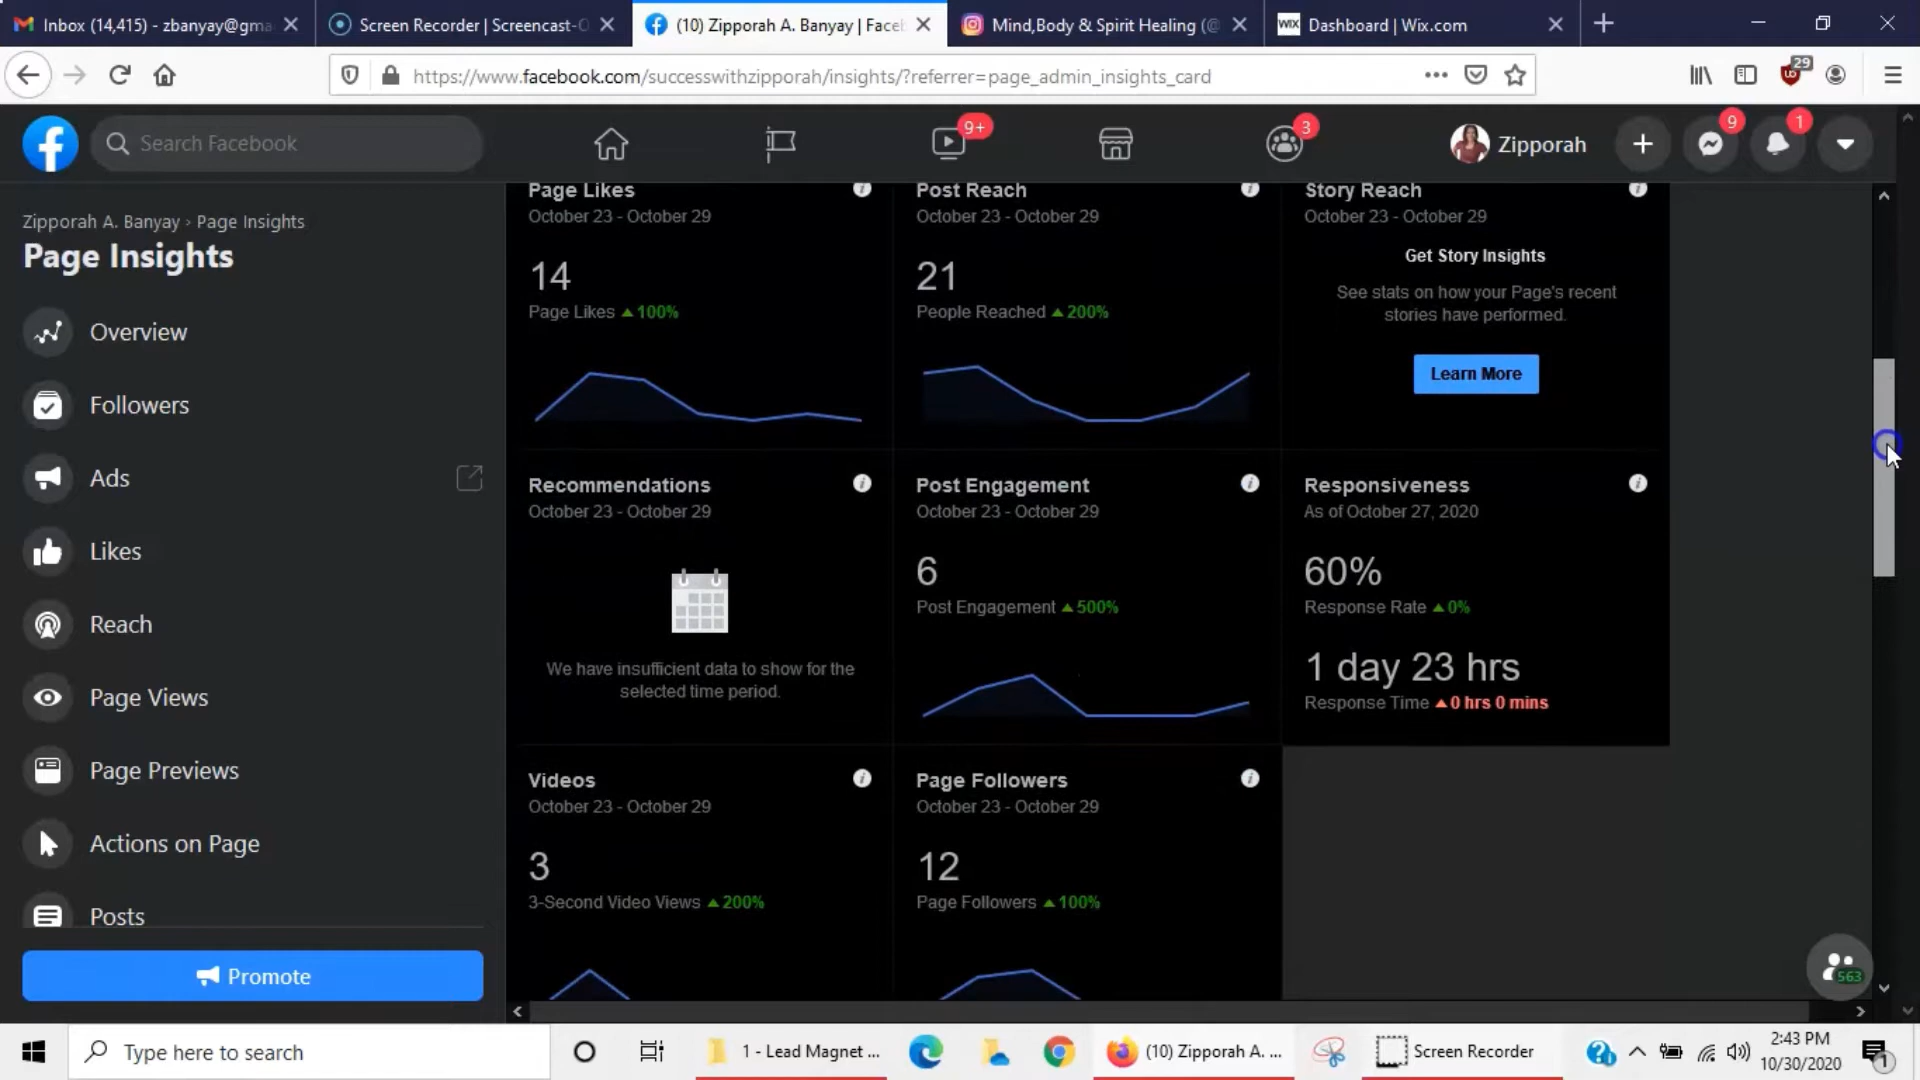 Inbox (14,415) - zbanyay@gma
Screen Recorder | Screencast-O
(10) Zipporah A. Banyay | Faceb
Mind,Body & Spirit Healing (@
WIX Dashboard | Wix.com
https://www.facebook.com/successwithzipporah/insights/?referrer=page_admin_insights_card
29
Search Facebook
9+
3
Zipporah
9
1
Zipporah A. Banyay › Page Insights
Page Insights
Overview
Followers
Ads
Likes
Reach
Page Views
Page Previews
Actions on Page
Posts
Promote
Page Likes
October 23 - October 29
14
Page Likes ▲100%
Post Reach
October 23 - October 29
21
People Reached ▲200%
Story Reach
October 23 - October 29
Get Story Insights
See stats on how your Page's recent
stories have performed.
Learn More
Recommendations
October 23 - October 29
We have insufficient data to show for the
selected time period.
Post Engagement
October 23 - October 29
6
Post Engagement ▲500%
Responsiveness
As of October 27, 2020
60%
Response Rate ▲0%
1 day 23 hrs
Response Time ▲0 hrs 0 mins
Videos
October 23 - October 29
3
3-Second Video Views ▲200%
Page Followers
October 23 - October 29
12
Page Followers ▲100%
563
Type here to search
1 - Lead Magnet ...
(10) Zipporah A. ...
Screen Recorder
2:43 PM
10/30/2020
1